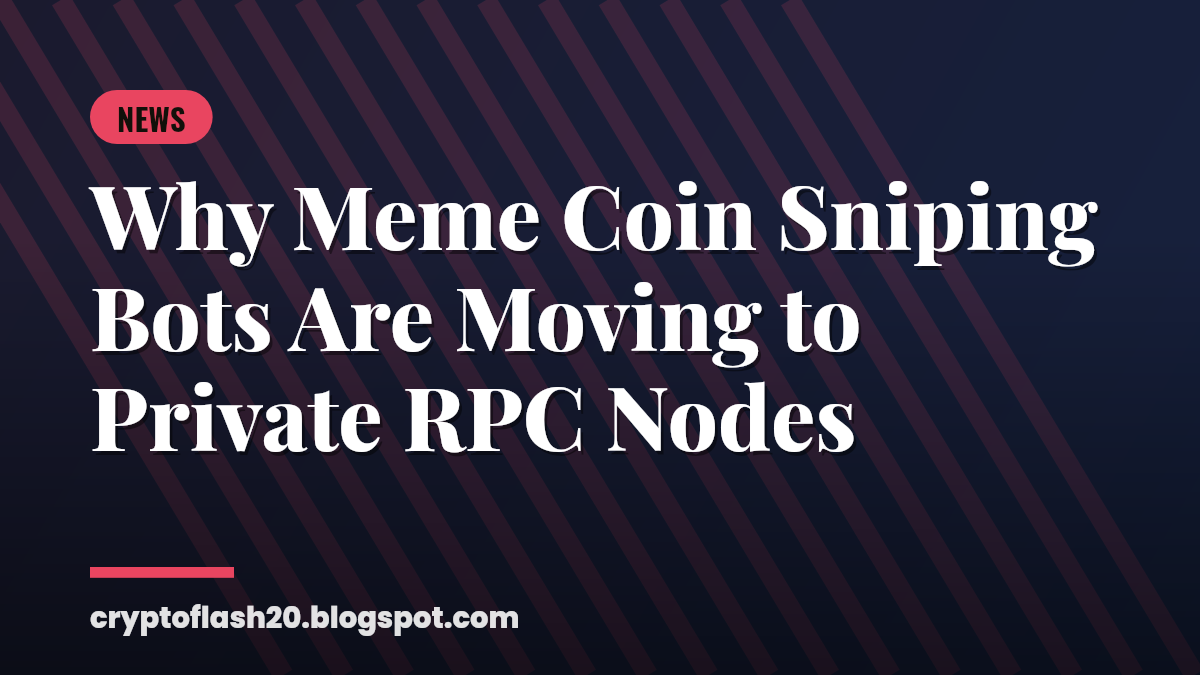 NEWS
Why Meme Coin Sniping
Bots Are Moving to
Private RPC Nodes
cryptoflash20.blogspot.com